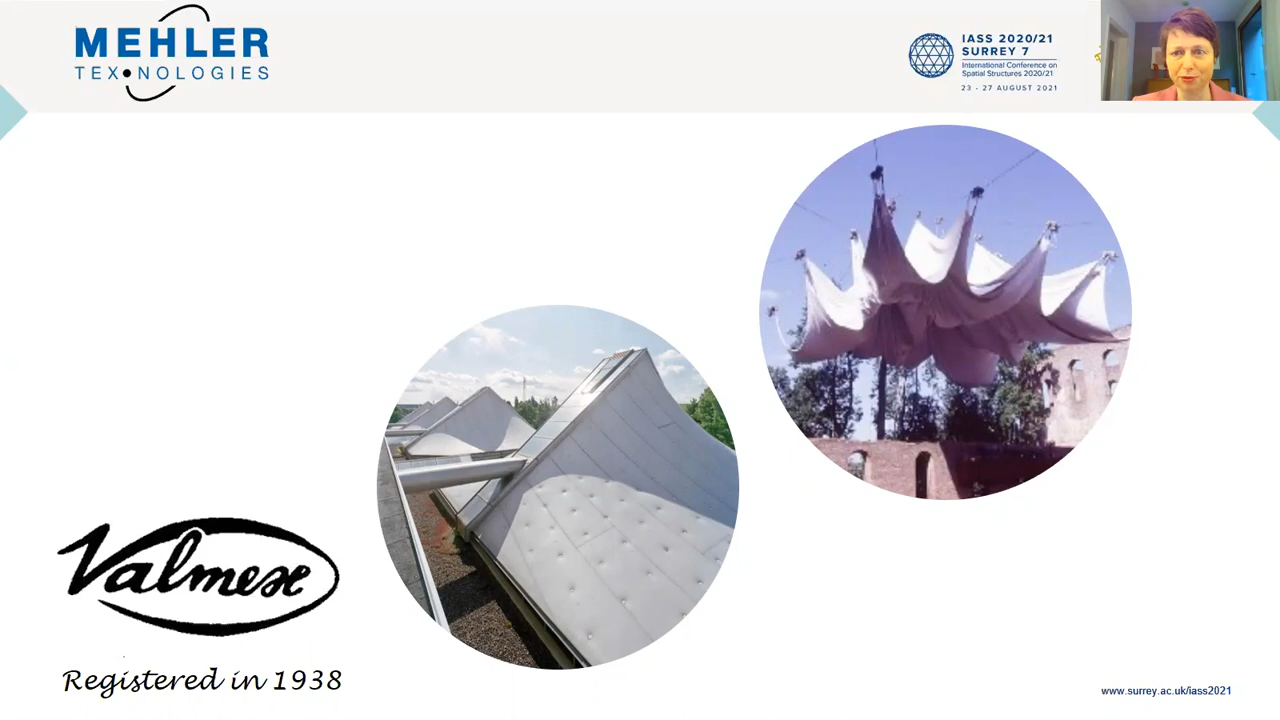 MEHLER
TEX•NOLOGIES
IASS 2020/21
SURREY 7
International Conference on
Spatial Structures 2020/21
23 - 27 AUGUST 2021
Valmex
Registered in 1938
www.surrey.ac.uk/iass2021